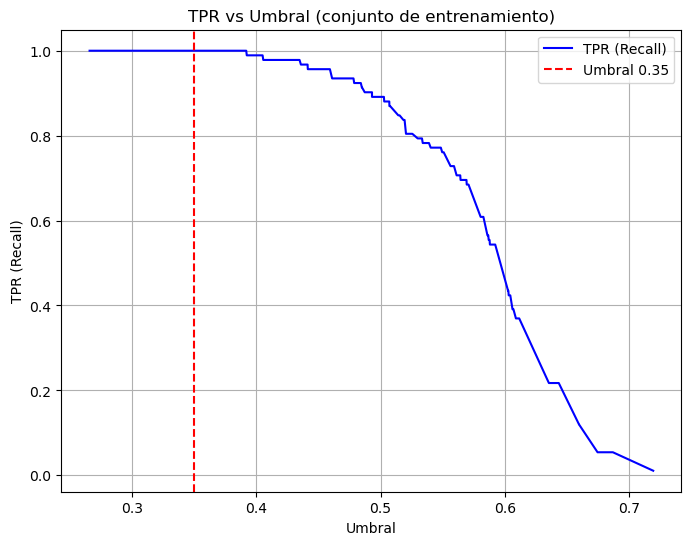 TPR vs Umbral (conjunto de entrenamiento)
TPR (Recall)
Umbral 0.35
TPR (Recall)
1.0
0.8
0.6
0.4
0.2
0.0
0.3 0.4 0.5 0.6 0.7
Umbral